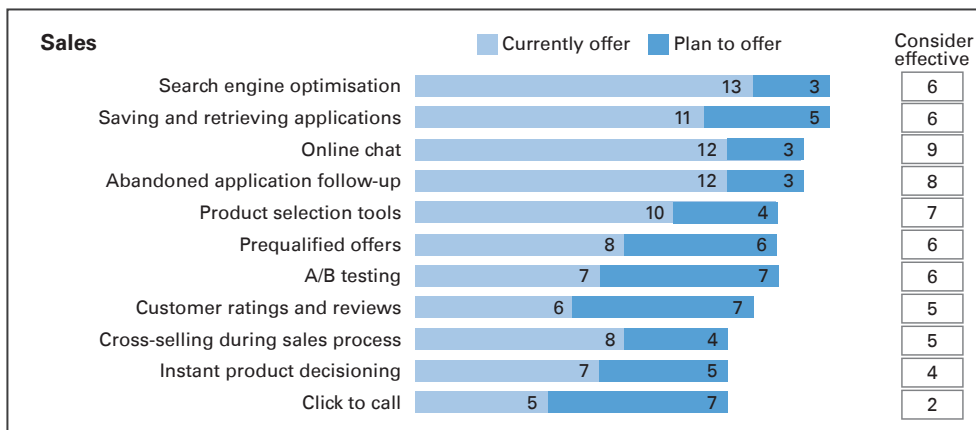 Sales
Currently offer Plan to offer
Consider
effective
Search engine optimisation 13 3 6
Saving and retrieving applications 11 5 6
Online chat 12 3 9
Abandoned application follow-up 12 3 8
Product selection tools 10 4 7
Prequalified offers 8 6 6
A/B testing 7 7 6
Customer ratings and reviews 6 7 5
Cross-selling during sales process 8 4 5
Instant product decisioning 7 5 4
Click to call 5 7 2